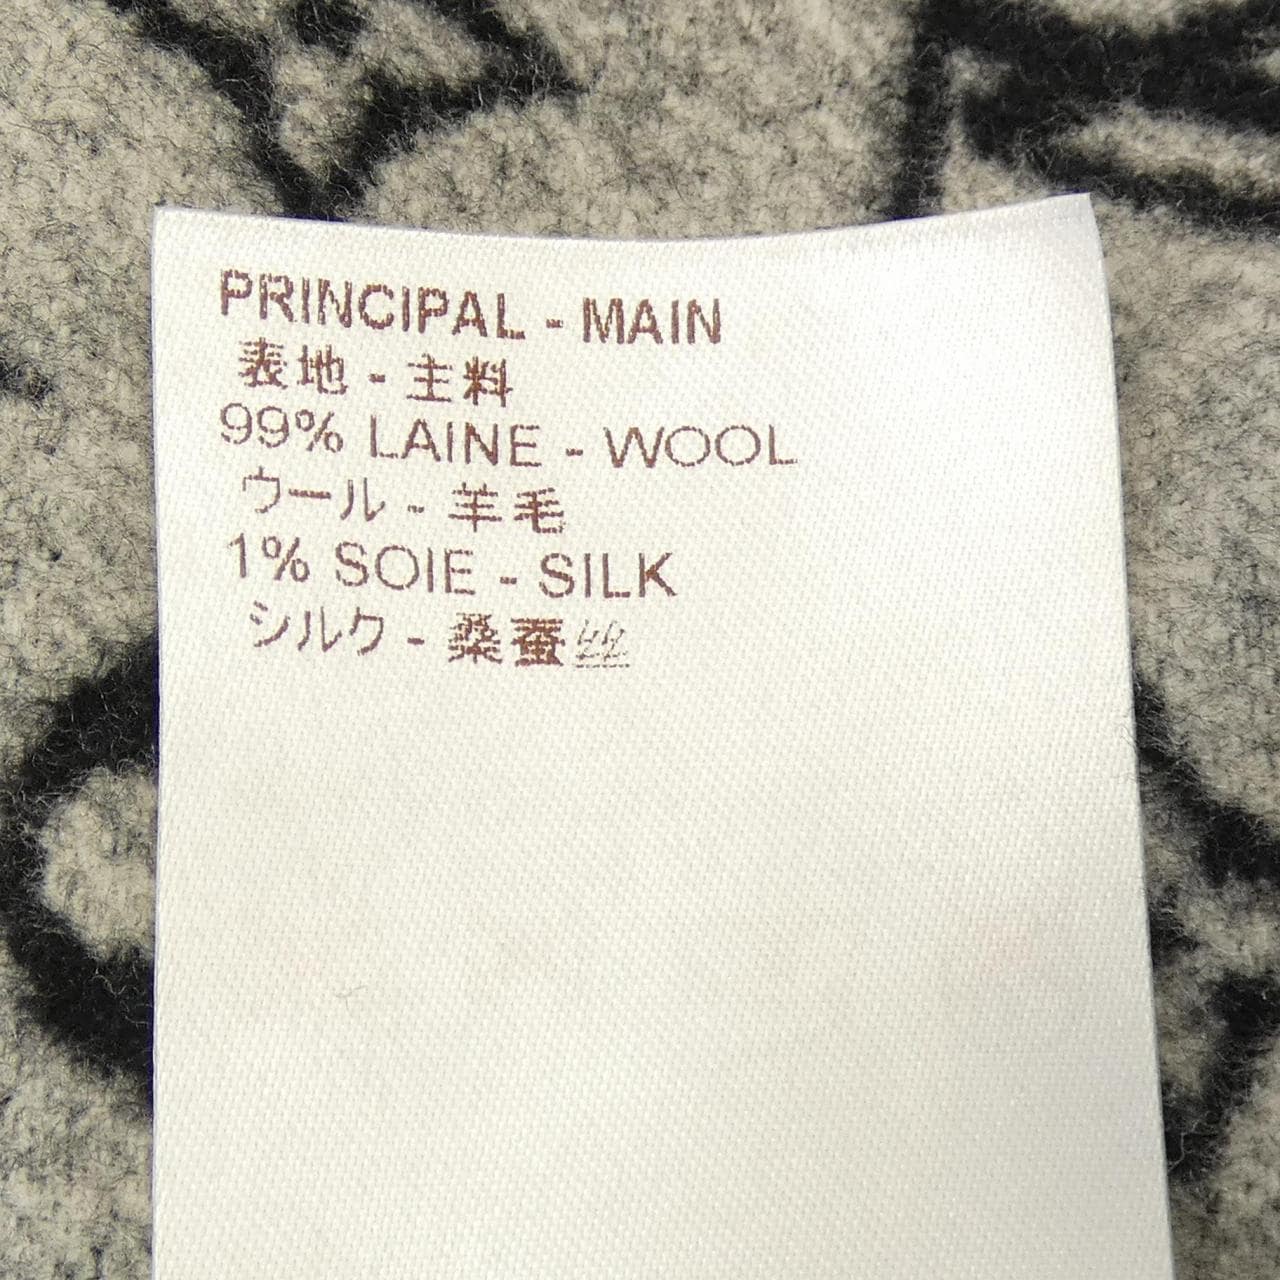 PRINCIPAL - MAIN
表地 - 主料
99% LAINE - WOOL
ウール - 羊毛
1% SOIE - SILK
シルク - 桑蚕丝